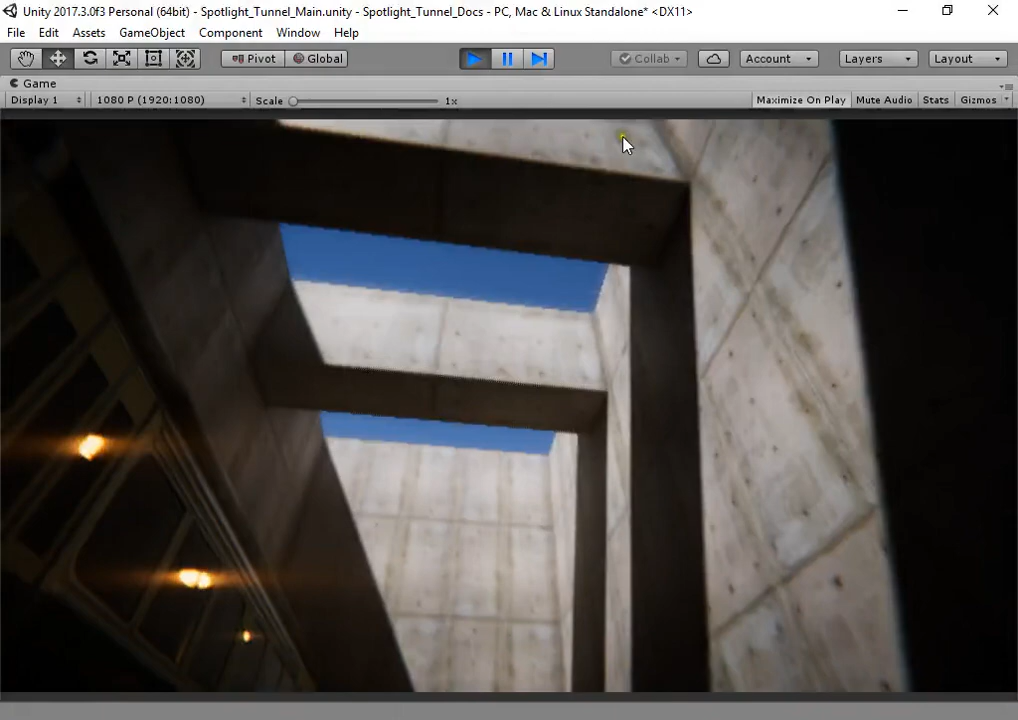 Unity 2017.3.0f3 Personal (64bit) - Spotlight_Tunnel_Main.unity - Spotlight_Tunnel_Docs - PC, Mac & Linux Standalone* <DX11>
File Edit Assets GameObject Component Window Help
Pivot Global Collab Account Layers Layout
Game
Display 1 1080 P (1920:1080) Scale 1x Maximize On Play Mute Audio Stats Gizmos